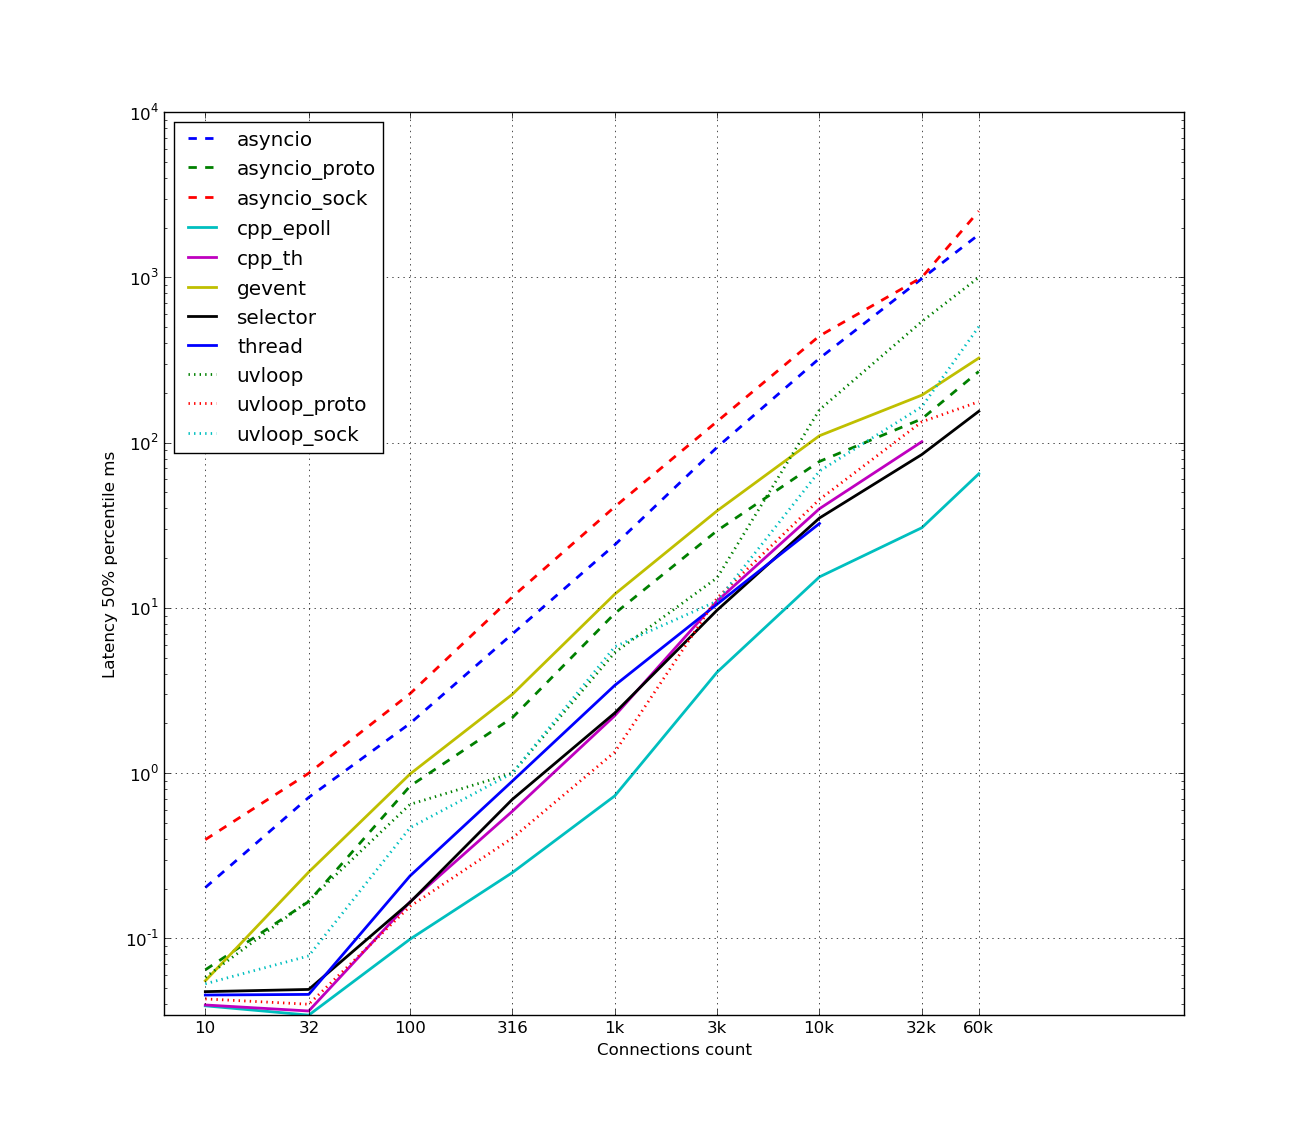 10^4
10^3
10^2
10^1
10^0
10^-1
Latency 50% percentile ms
asyncio
asyncio_proto
asyncio_sock
cpp_epoll
cpp_th
gevent
selector
thread
uvloop
uvloop_proto
uvloop_sock
10 32 100 316 1k 3k 10k 32k 60k
Connections count